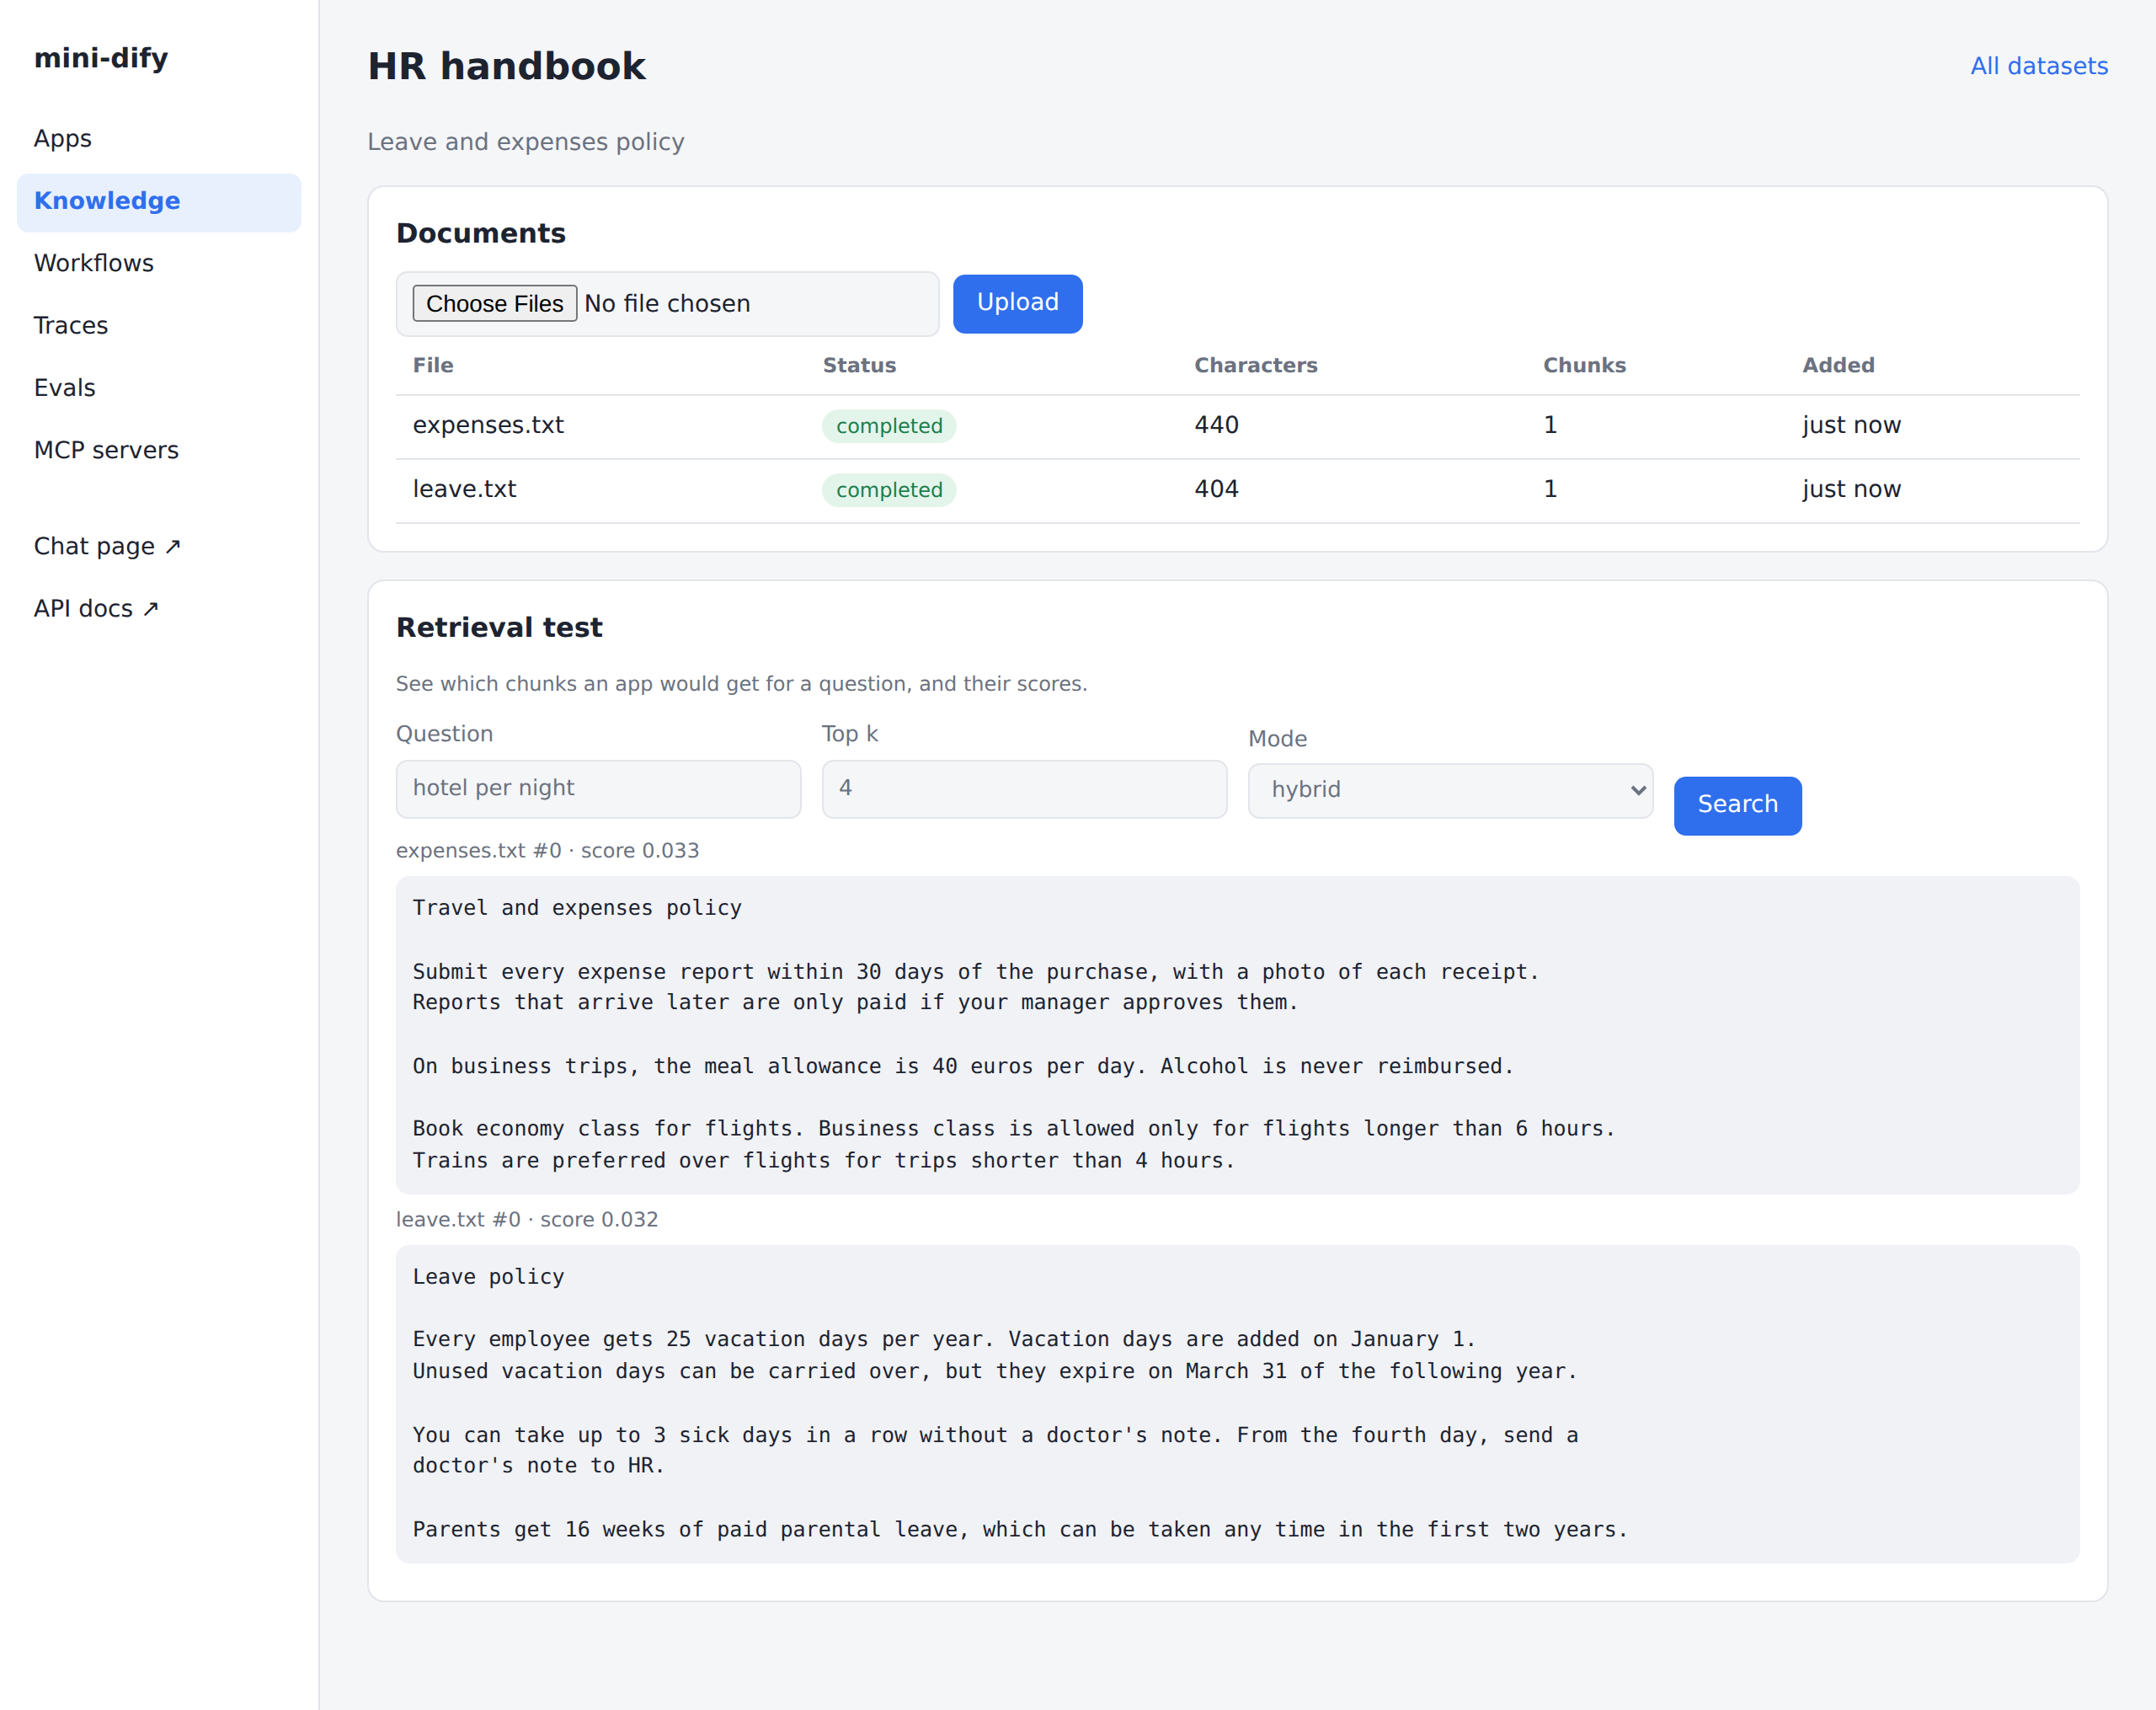 mini-dify
Apps
Knowledge
Workflows
Traces
Evals
MCP servers
Chat page ↗
API docs ↗
HR handbook
All datasets
Leave and expenses policy
Documents
Choose Files No file chosen
Upload
File Status Characters Chunks Added
expenses.txt completed 440 1 just now
leave.txt completed 404 1 just now
Retrieval test
See which chunks an app would get for a question, and their scores.
Question Top k Mode
hotel per night 4 hybrid Search
expenses.txt #0 · score 0.033
Travel and expenses policy
Submit every expense report within 30 days of the purchase, with a photo of each receipt.
Reports that arrive later are only paid if your manager approves them.
On business trips, the meal allowance is 40 euros per day. Alcohol is never reimbursed.
Book economy class for flights. Business class is allowed only for flights longer than 6 hours.
Trains are preferred over flights for trips shorter than 4 hours.
leave.txt #0 · score 0.032
Leave policy
Every employee gets 25 vacation days per year. Vacation days are added on January 1.
Unused vacation days can be carried over, but they expire on March 31 of the following year.
You can take up to 3 sick days in a row without a doctor's note. From the fourth day, send a
doctor's note to HR.
Parents get 16 weeks of paid parental leave, which can be taken any time in the first two years.